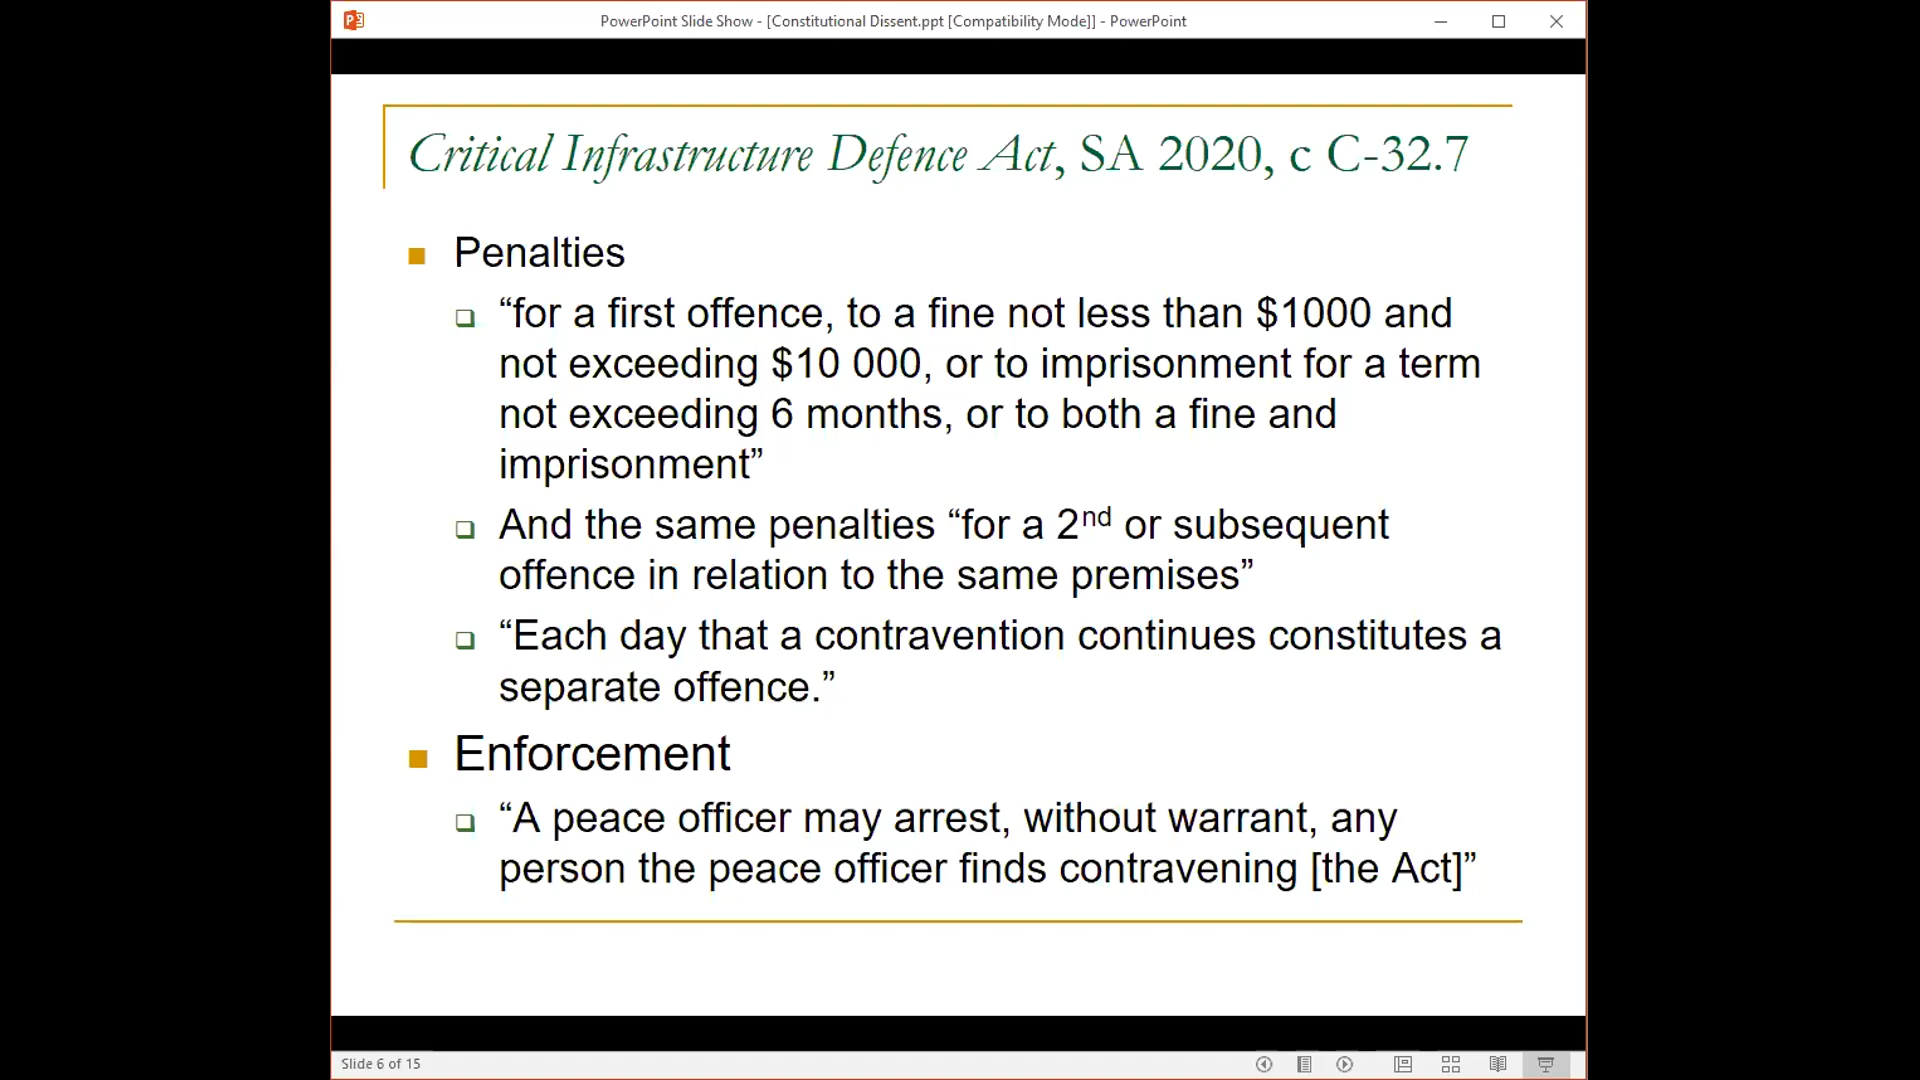 PowerPoint Slide Show - [Constitutional Dissent.ppt [Compatibility Mode]] - PowerPoint
Critical Infrastructure Defence Act, SA 2020, c C-32.7
Penalties
“for a first offence, to a fine not less than $1000 and
not exceeding $10 000, or to imprisonment for a term
not exceeding 6 months, or to both a fine and
imprisonment”
And the same penalties “for a 2nd or subsequent
offence in relation to the same premises”
“Each day that a contravention continues constitutes a
separate offence.”
Enforcement
“A peace officer may arrest, without warrant, any
person the peace officer finds contravening [the Act]”
Slide 6 of 15